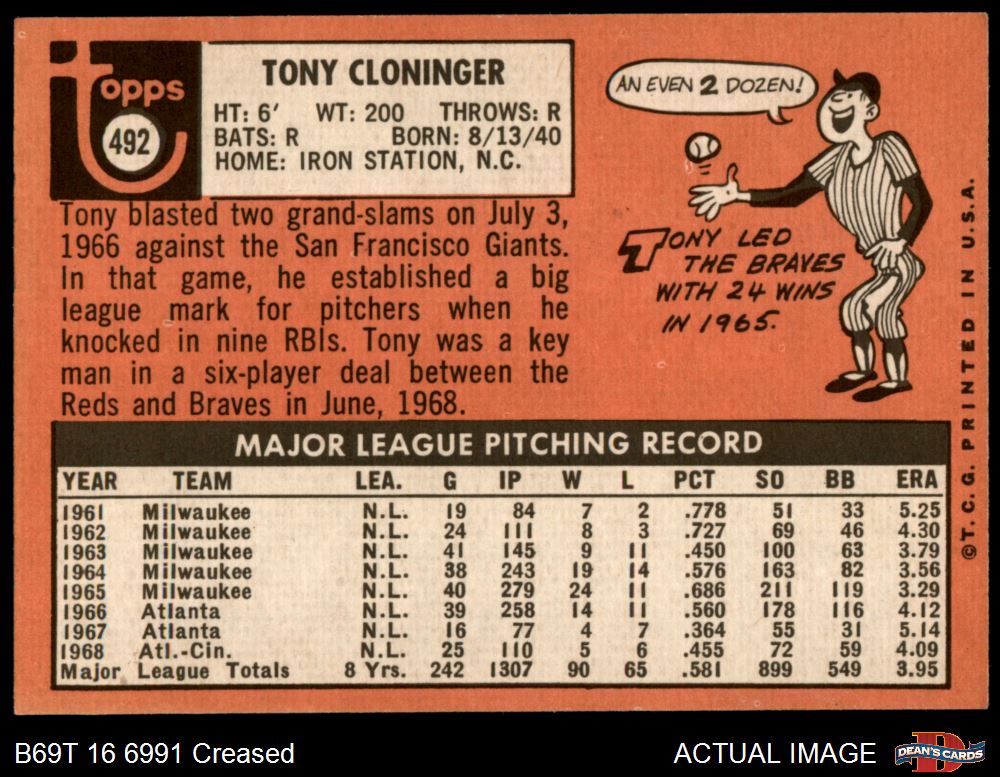 Topps
492
TONY CLONINGER
HT: 6' WT: 200 THROWS: R
BATS: R BORN: 8/13/40
HOME: IRON STATION, N.C.
AN EVEN 2 DOZEN!
Tony blasted two grand-slams on July 3,
1966 against the San Francisco Giants.
In that game, he established a big
league mark for pitchers when he
knocked in nine RBIs. Tony was a key
man in a six-player deal between the
Reds and Braves in June, 1968.
TONY LED
THE BRAVES
WITH 24 WINS
IN 1965.
©T.C.G. PRINTED IN U.S.A.
MAJOR LEAGUE PITCHING RECORD
YEAR TEAM LEA. G IP W L PCT SO BB ERA
1961 Milwaukee N.L. 19 84 7 2 .778 51 33 5.25
1962 Milwaukee N.L. 24 111 8 3 .727 69 46 4.30
1963 Milwaukee N.L. 41 145 9 11 .450 100 63 3.79
1964 Milwaukee N.L. 38 243 19 14 .576 163 82 3.56
1965 Milwaukee N.L. 40 279 24 11 .686 211 119 3.29
1966 Atlanta N.L. 39 258 14 11 .560 178 116 4.12
1967 Atlanta N.L. 16 77 4 7 .364 55 31 5.14
1968 Atl.-Cin. N.L. 25 110 5 6 .455 72 59 4.09
Major League Totals 8 Yrs. 242 1307 90 65 .581 899 549 3.95
B69T 16 6991 Creased
ACTUAL IMAGE
DEAN'S CARDS